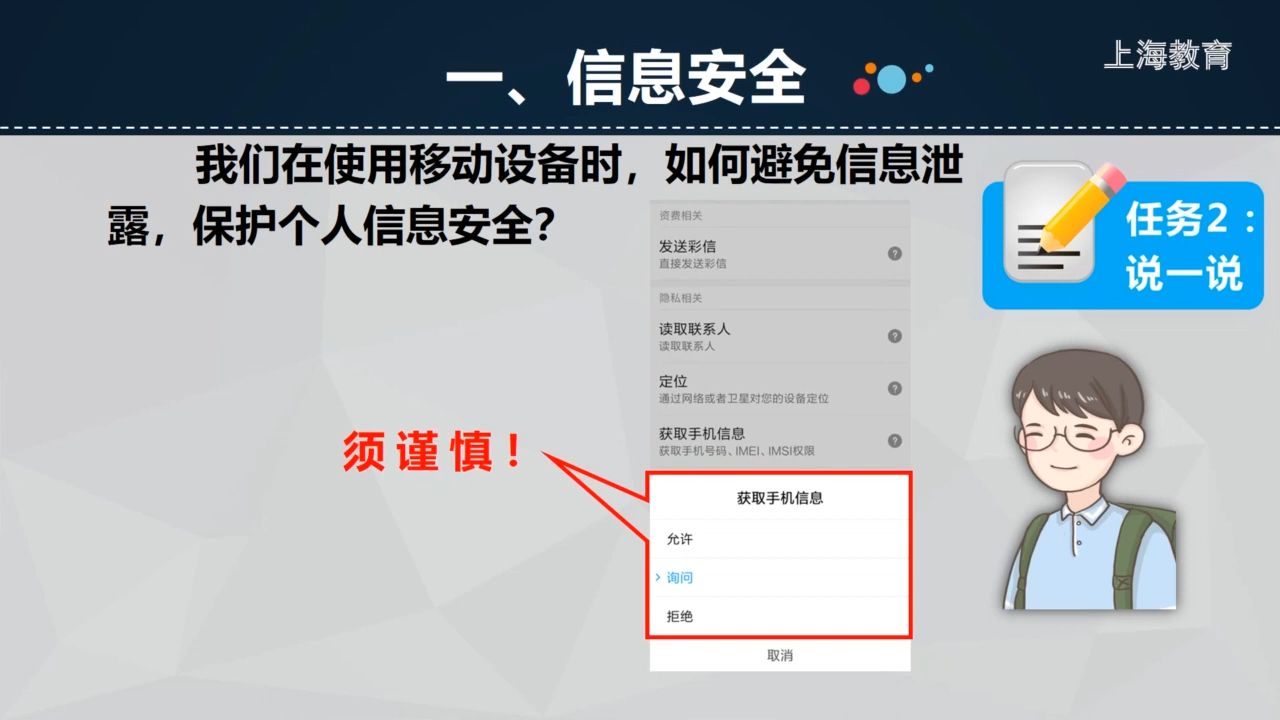 一、信息安全
上海教育
我们在使用移动设备时，如何避免信息泄
露，保护个人信息安全？
任务2：
说一说
资费相关
发送彩信
直接发送彩信
隐私相关
读取联系人
读取联系人
定位
通过网络或者卫星对您的设备定位
获取手机信息
获取手机号码、IMEI、IMSI权限
须谨慎！
获取手机信息
允许
询问
拒绝
取消